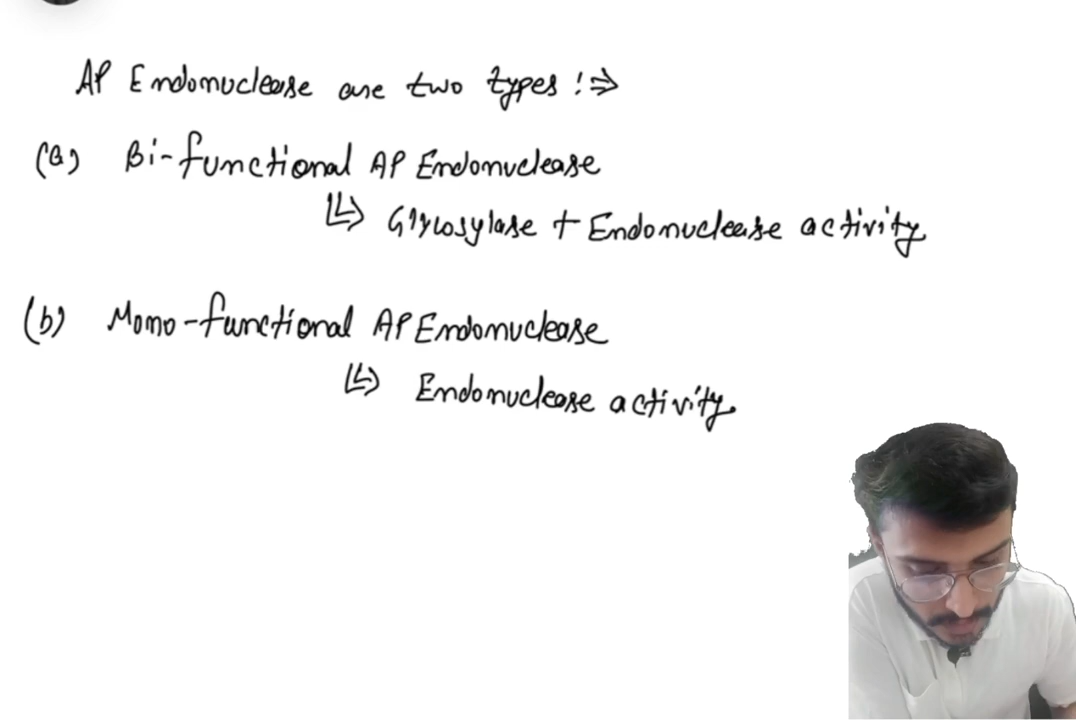 AP Endonuclease are two types :⇒
(a) Bi-functional AP Endonuclease
↳ Glycosylase + Endonuclease activity
(b) Mono-functional AP Endonuclease
↳ Endonuclease activity.